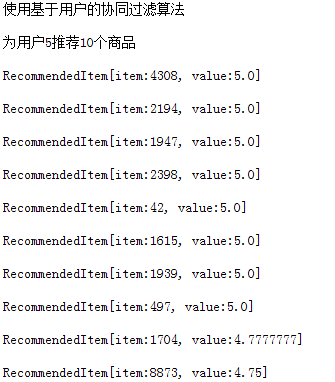 使用基于用户的协同过滤算法
为用户5推荐10个商品
RecommendedItem[item:4308, value:5.0]
RecommendedItem[item:2194, value:5.0]
RecommendedItem[item:1947, value:5.0]
RecommendedItem[item:2398, value:5.0]
RecommendedItem[item:42, value:5.0]
RecommendedItem[item:1615, value:5.0]
RecommendedItem[item:1939, value:5.0]
RecommendedItem[item:497, value:5.0]
RecommendedItem[item:1704, value:4.7777777]
RecommendedItem[item:8873, value:4.75]